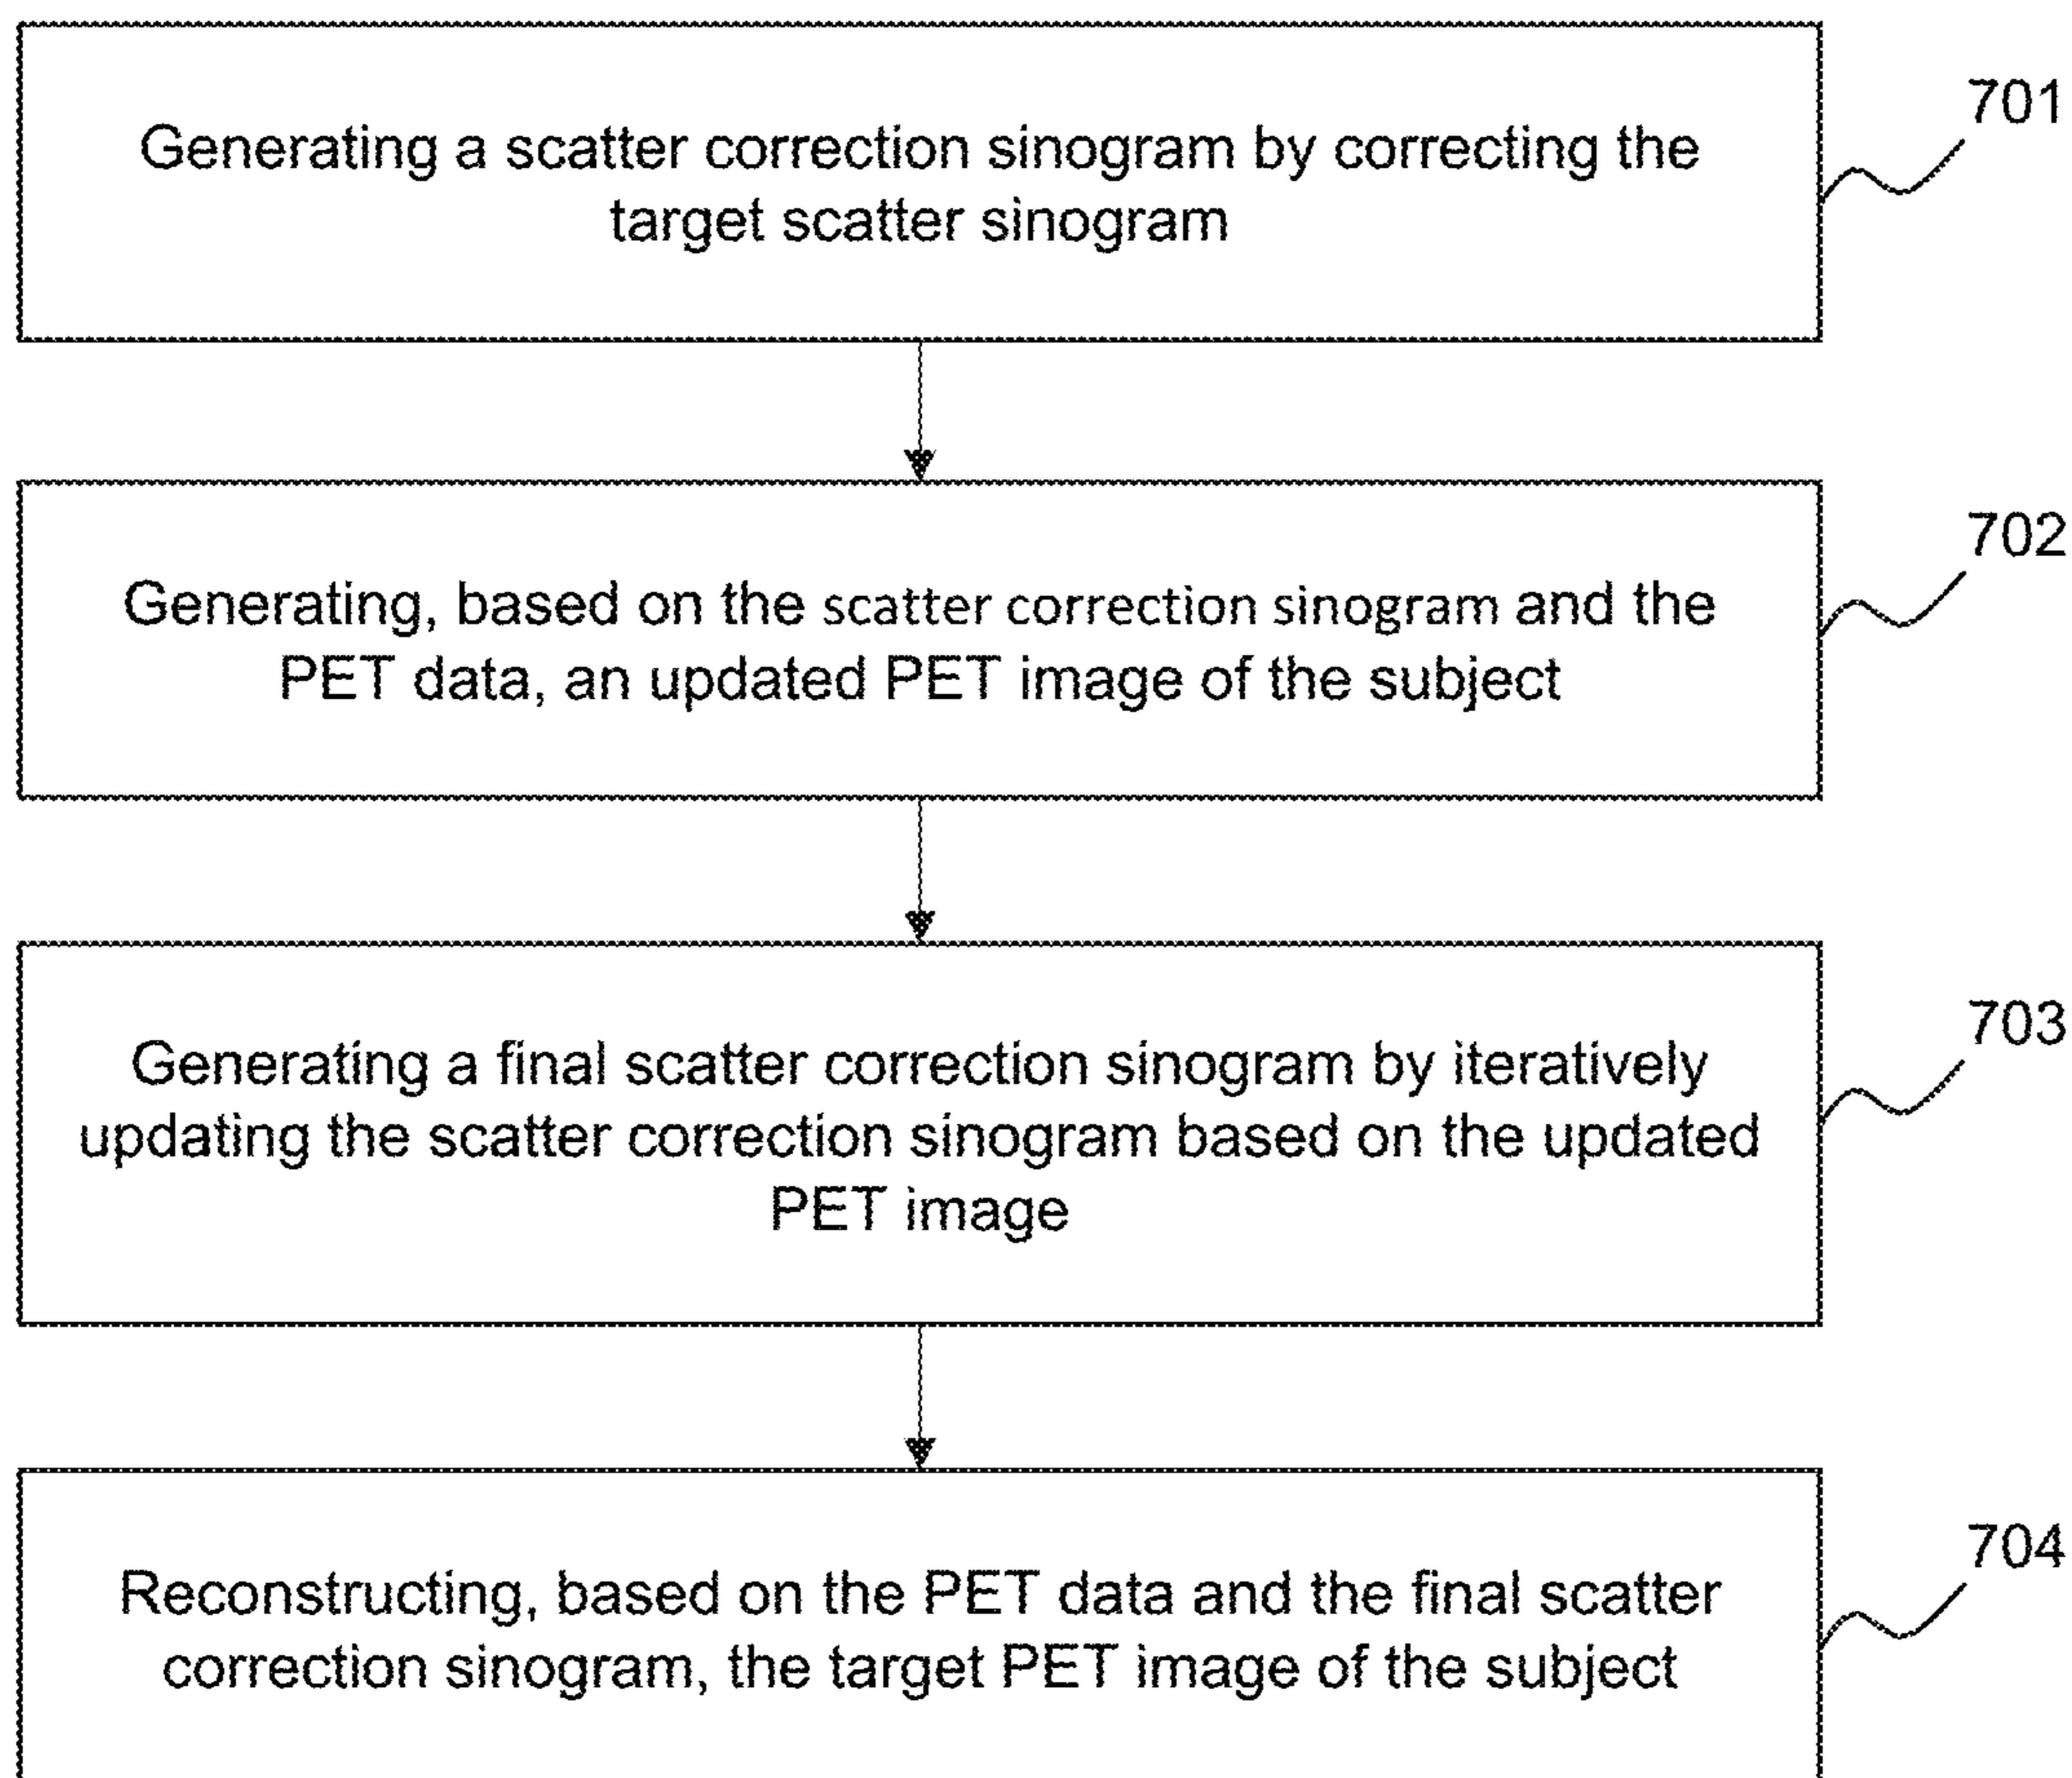 Generating a scatter correction sinogram by correcting the
target scatter sinogram
701
Generating, based on the scatter correction sinogram and the
PET data, an updated PET image of the subject
702
Generating a final scatter correction sinogram by iteratively
updating the scatter correction sinogram based on the updated
PET image
703
Reconstructing, based on the PET data and the final scatter
correction sinogram, the target PET image of the subject
704